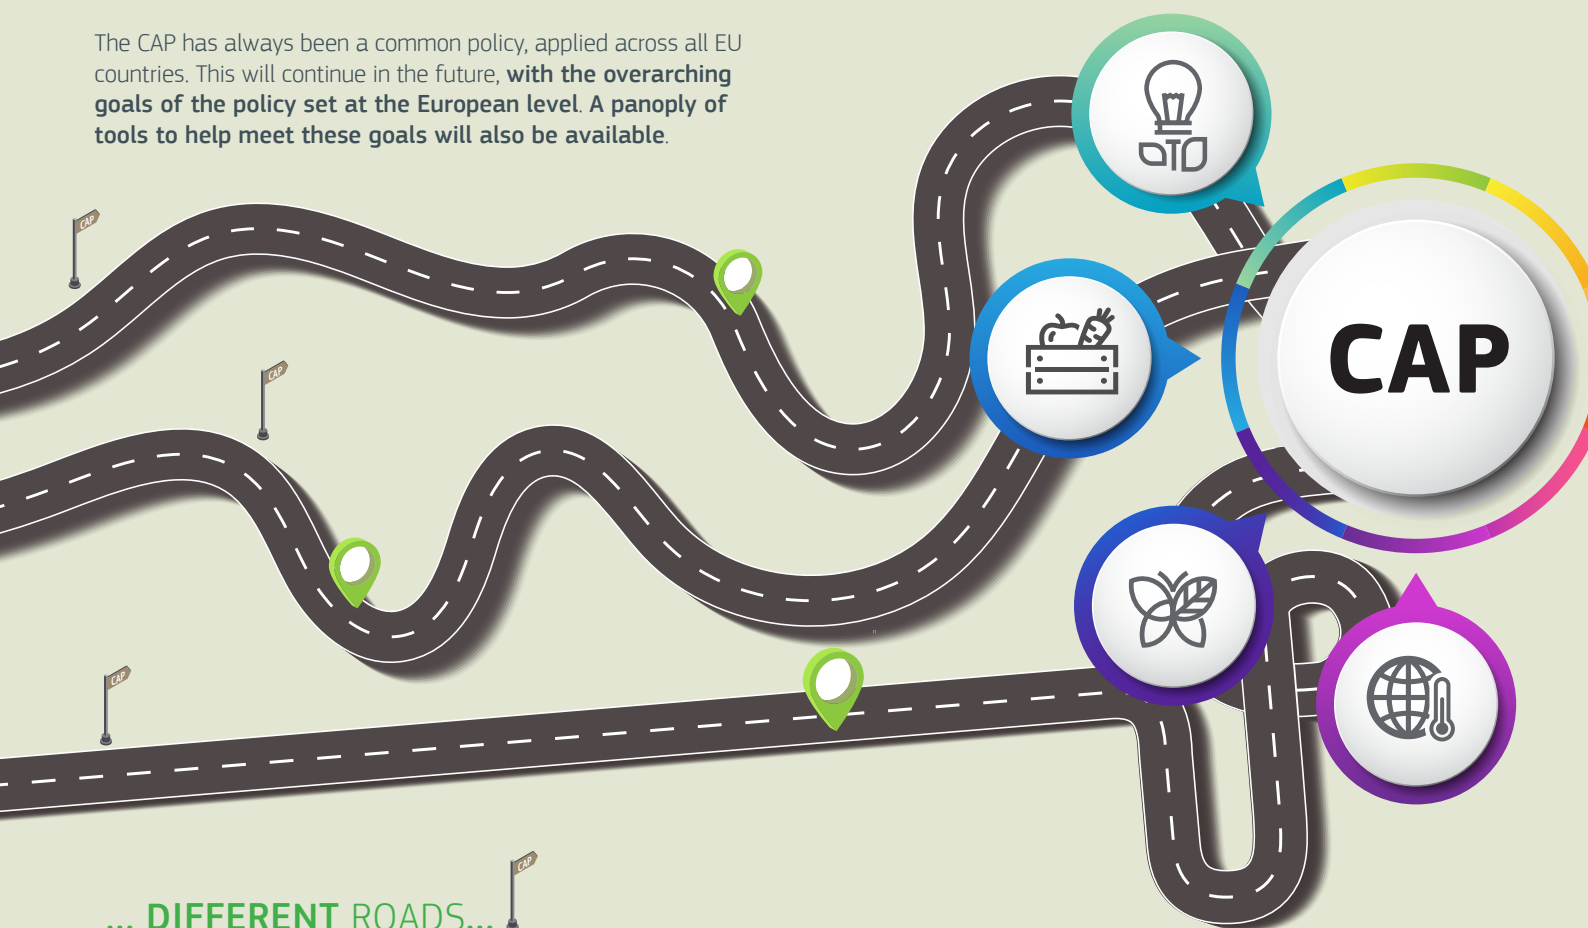 The CAP has always been a common policy, applied across all EU
countries. This will continue in the future, with the overarching
goals of the policy set at the European level. A panoply of
tools to help meet these goals will also be available.
CAP
CAP
CAP
CAP
... DIFFERENT ROADS...
CAP